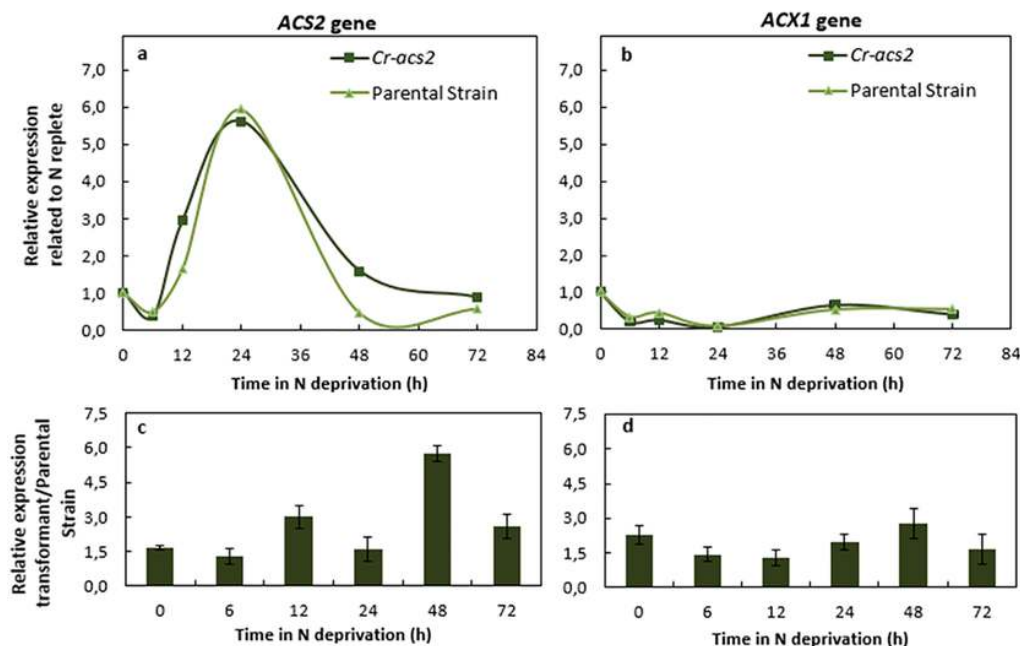 ACS2 gene
ACX1 gene
a
Cr-acs2
Parental Strain
7,0
6,0
5,0
4,0
3,0
2,0
1,0
0,0
Relative expression
related to N replete
0 12 24 36 48 60 72 84
Time in N deprivation (h)
b
Cr-acs2
Parental Strain
7,0
6,0
5,0
4,0
3,0
2,0
1,0
0,0
0 12 24 36 48 60 72 84
Time in N deprivation (h)
c
7,5
6,0
4,5
3,0
1,5
0,0
Relative expression
transformant/Parental
Strain
0 6 12 24 48 72
Time in N deprivation (h)
d
7,5
6,0
4,5
3,0
1,5
0,0
0 6 12 24 48 72
Time in N deprivation (h)